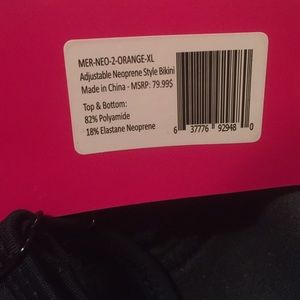 MER-NEO-2-ORANGE-XL
Adjustable Neoprene Style Bikini
Made in China - MSRP: 79.99$
Top & Bottom:
82% Polyamide
18% Elastane Neoprene
6 37776 92948 0